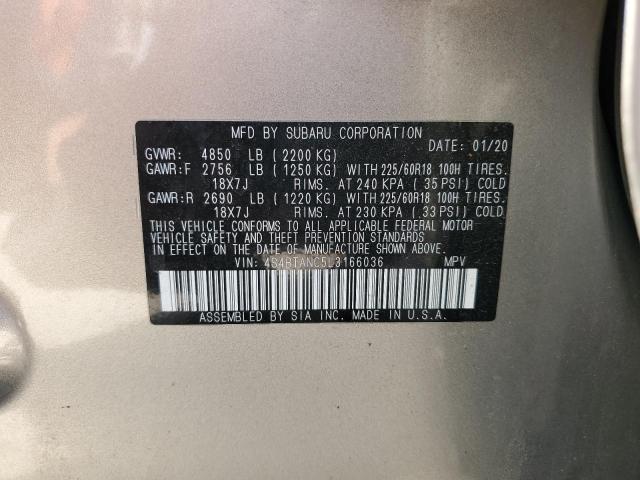 MFD BY SUBARU CORPORATION
DATE: 01/20
GVWR: 4850 LB (2200 KG)
GAWR:F 2756 LB (1250 KG) WITH 225/60R18 100H TIRES.
18X7J RIMS. AT 240 KPA (35 PSI) COLD
GAWR:R 2690 LB (1220 KG) WITH 225/60R18 100H TIRES.
18X7J RIMS. AT 230 KPA (33 PSI) COLD
THIS VEHICLE CONFORMS TO ALL APPLICABLE FEDERAL MOTOR
VEHICLE SAFETY AND THEFT PREVENTION STANDARDS
IN EFFECT ON THE DATE OF MANUFACTURE SHOWN ABOVE.
VIN: 4S4BTANC5L3166036 MPV
ASSEMBLED BY SIA INC. MADE IN U.S.A.